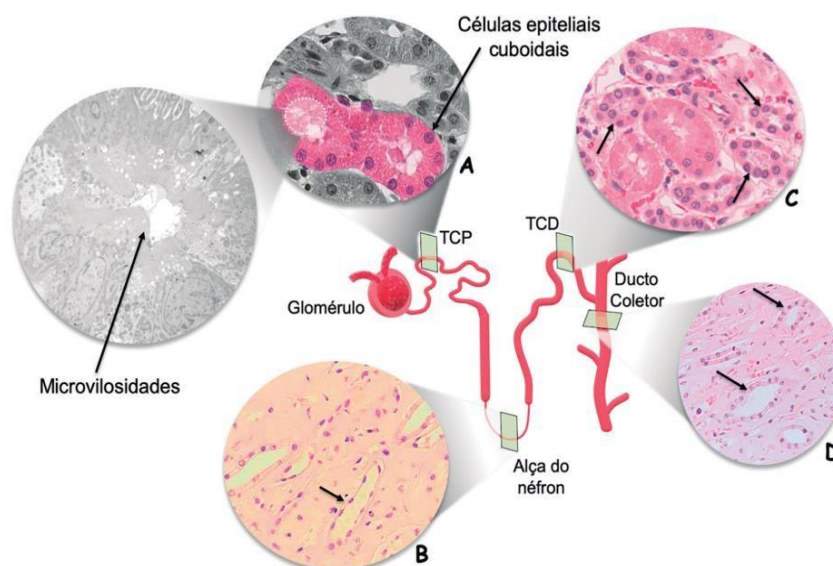 Células epiteliais
cuboidais
A
C
TCP
TCD
Glomérulo
Ducto
Coletor
Microvilosidades
Alça do
néfron
B
D